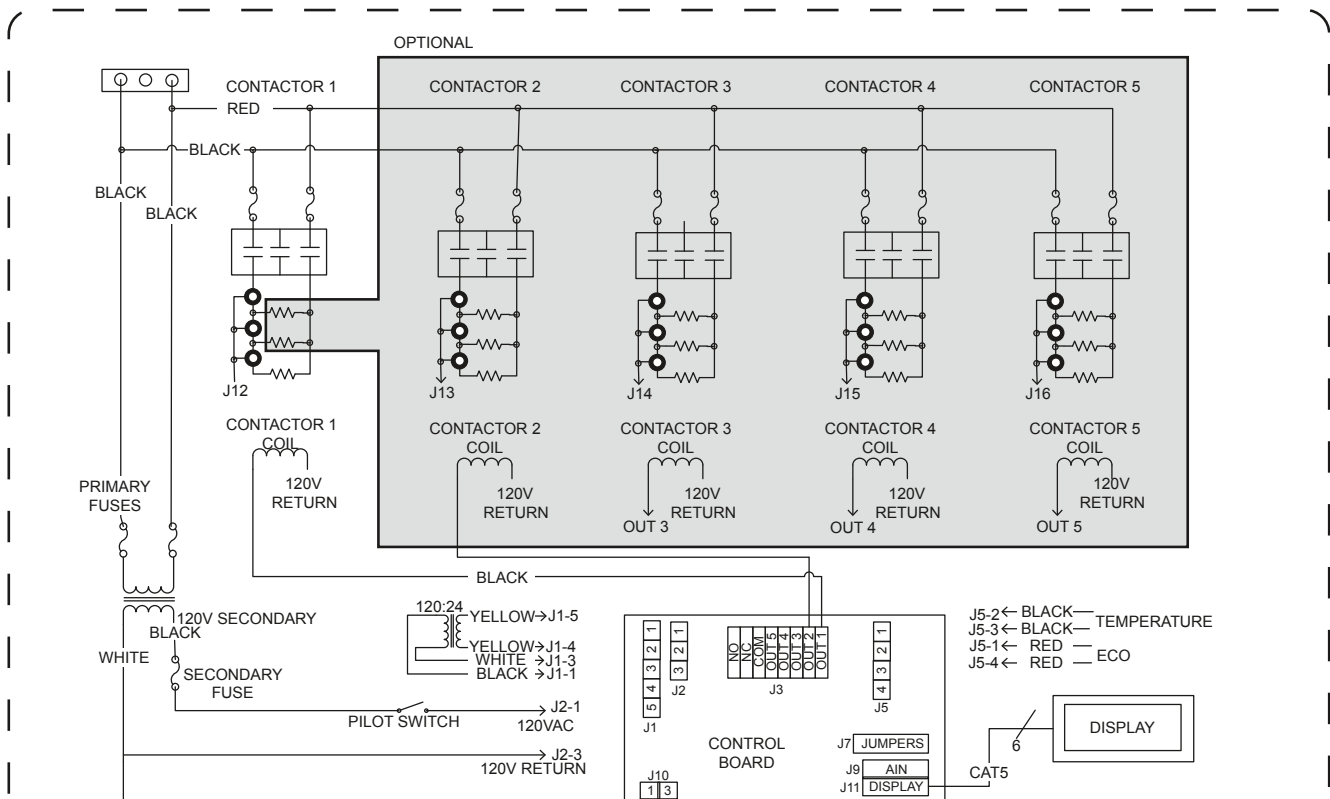 OPTIONAL
CONTACTOR 1
CONTACTOR 2
CONTACTOR 3
CONTACTOR 4
CONTACTOR 5
RED
BLACK
BLACK
BLACK
J12
J13
J14
J15
J16
CONTACTOR 1
COIL
CONTACTOR 2
COIL
CONTACTOR 3
COIL
CONTACTOR 4
COIL
CONTACTOR 5
COIL
120V
RETURN
120V
RETURN
120V
RETURN
120V
RETURN
120V
RETURN
OUT 3
OUT 4
OUT 5
PRIMARY
FUSES
BLACK
120V SECONDARY
BLACK
WHITE
SECONDARY
FUSE
PILOT SWITCH
120:24
YELLOW J1-5
YELLOW J1-4
WHITE J1-3
BLACK J1-1
J2-1
120VAC
J2-3
120V RETURN
1
2
3
4
5
J1
1
2
3
J2
NO
NC
COM
OUT 5
OUT 4
OUT 3
OUT 2
OUT 1
J3
1
2
3
4
J5
J5-2 BLACK
J5-3 BLACK
TEMPERATURE
J5-1 RED
J5-4 RED
ECO
CONTROL
BOARD
J7 JUMPERS
J9 AIN
J11 DISPLAY
J10
1 3
CAT5
6
DISPLAY